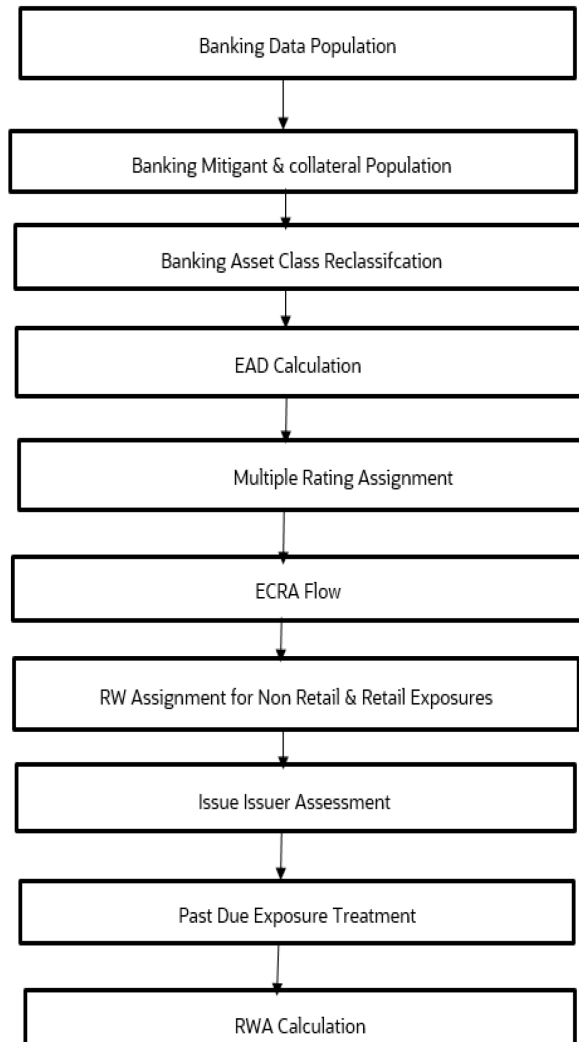 Banking Data Population
Banking Mitigant & collateral Population
Banking Asset Class Reclassifcation
EAD Calculation
Multiple Rating Assignment
ECRA Flow
RW Assignment for Non Retail & Retail Exposures
Issue Issuer Assessment
Past Due Exposure Treatment
RWA Calculation